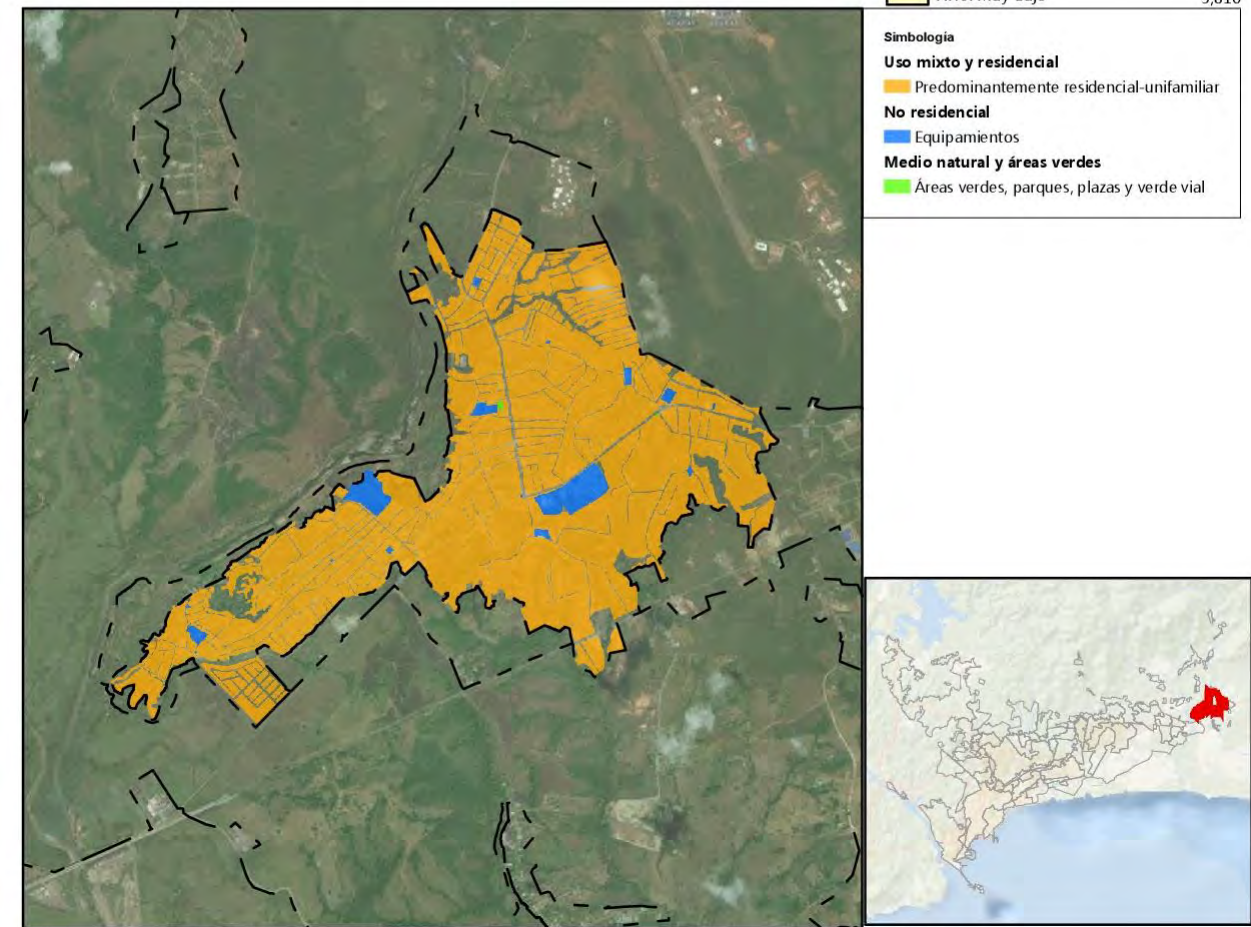 Simbología
Uso mixto y residencial
Predominantemente residencial-unifamiliar
No residencial
Equipamientos
Medio natural y áreas verdes
Áreas verdes, parques, plazas y verde vial